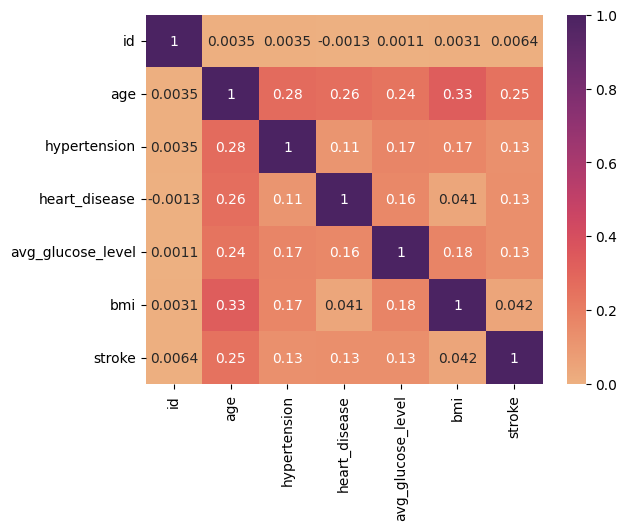 id 1 0.0035 0.0035 -0.0013 0.0011 0.0031 0.0064
age 0.0035 1 0.28 0.26 0.24 0.33 0.25
hypertension 0.0035 0.28 1 0.11 0.17 0.17 0.13
heart_disease -0.0013 0.26 0.11 1 0.16 0.041 0.13
avg_glucose_level 0.0011 0.24 0.17 0.16 1 0.18 0.13
bmi 0.0031 0.33 0.17 0.041 0.18 1 0.042
stroke 0.0064 0.25 0.13 0.13 0.13 0.042 1
id
age
hypertension
heart_disease
avg_glucose_level
bmi
stroke
1.0
0.8
0.6
0.4
0.2
0.0